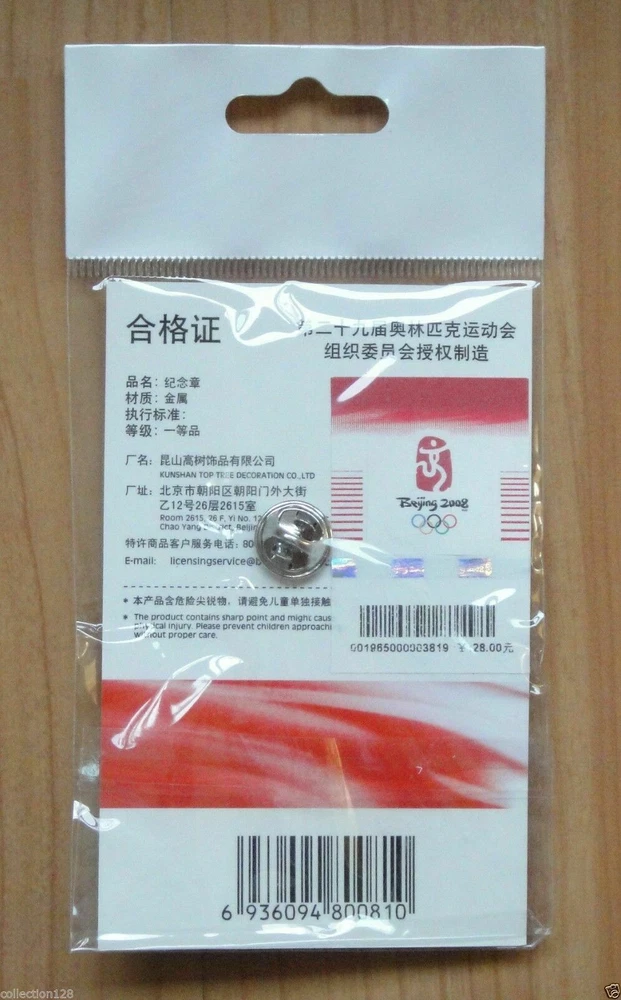 合格证
第二十九届奥林匹克运动会
组织委员会授权制造
品名：纪念章
材质：金属
执行标准：
等级：一等品
厂名：昆山高树饰品有限公司
KUNSHAN TOP TREE DECORATION CO.,LTD
厂址：北京市朝阳区朝阳门外大街
乙12号26层2615室
Room 2615, 26 F, Yi No. 12
Chao Yang District, Beijing
特许商品客户服务电话：80
E-mail: licensingservice@b
Beijing 2008
* 本产品含危险尖锐物，请避免儿童单独接触
* The product contains sharp point and might caus
physical injury. Please prevent children approachi
without proper care.
001965000003819 ￥28.00元
6 936094 800810
collection128